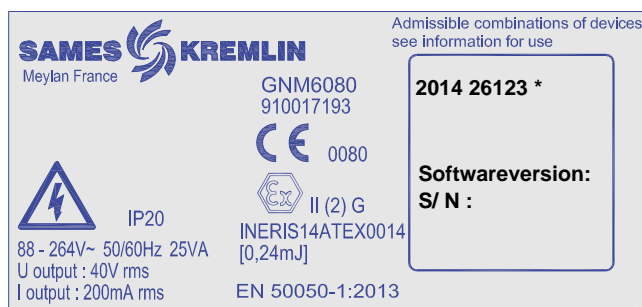 SAMES KREMLIN
Meylan France
Admissible combinations of devices
see information for use
GNM6080
910017193
CE 0080
Ex II (2) G
INERIS14ATEX0014
[0,24mJ]
EN 50050-1:2013
IP20
88 - 264V~ 50/60Hz 25VA
U output : 40V rms
I output : 200mA rms
2014 26123 *
Softwareversion:
S/ N :